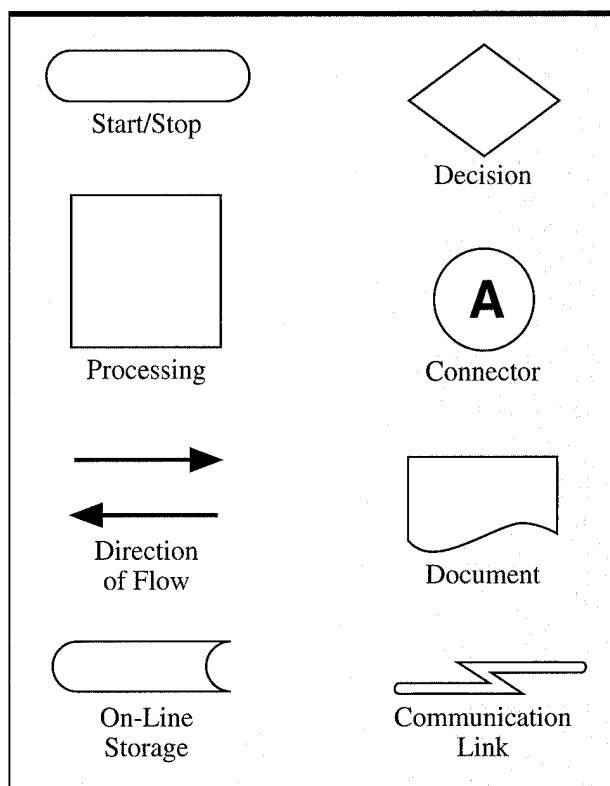 Start/Stop
Decision
Processing
A
Connector
Direction
of Flow
Document
On-Line
Storage
Communication
Link